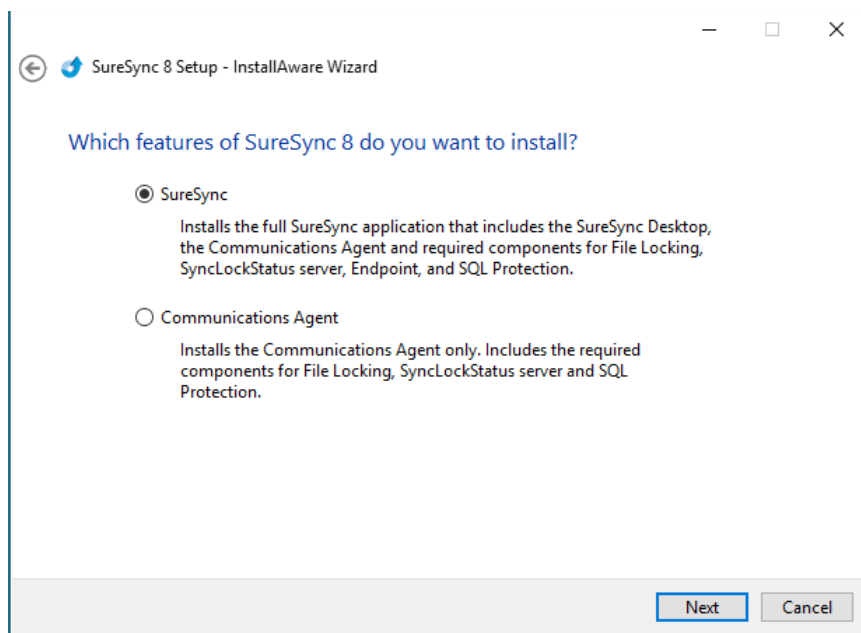 SureSync 8 Setup - InstallAware Wizard
Which features of SureSync 8 do you want to install?
SureSync
Installs the full SureSync application that includes the SureSync Desktop,
the Communications Agent and required components for File Locking,
SyncLockStatus server, Endpoint, and SQL Protection.
Communications Agent
Installs the Communications Agent only. Includes the required
components for File Locking, SyncLockStatus server and SQL
Protection.
Next Cancel